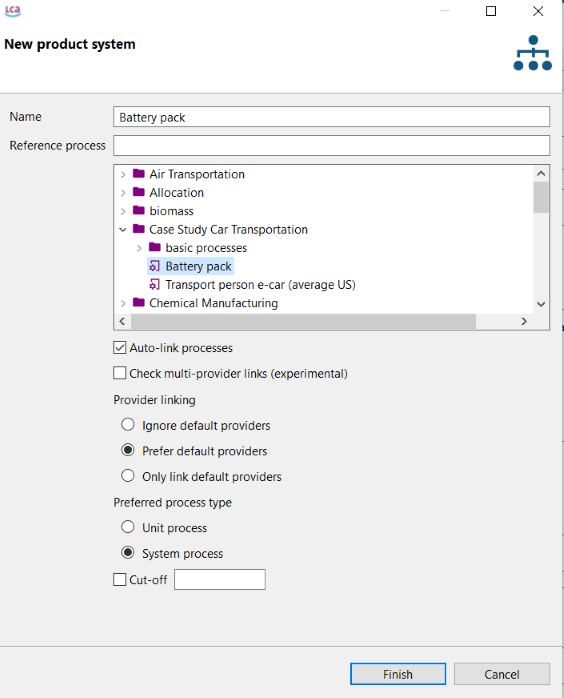 LCA
New product system
Name
Battery pack
Reference process
Air Transportation
Allocation
biomass
Case Study Car Transportation
basic processes
Battery pack
Transport person e-car (average US)
Chemical Manufacturing
Auto-link processes
Check multi-provider links (experimental)
Provider linking
Ignore default providers
Prefer default providers
Only link default providers
Preferred process type
Unit process
System process
Cut-off
Finish Cancel